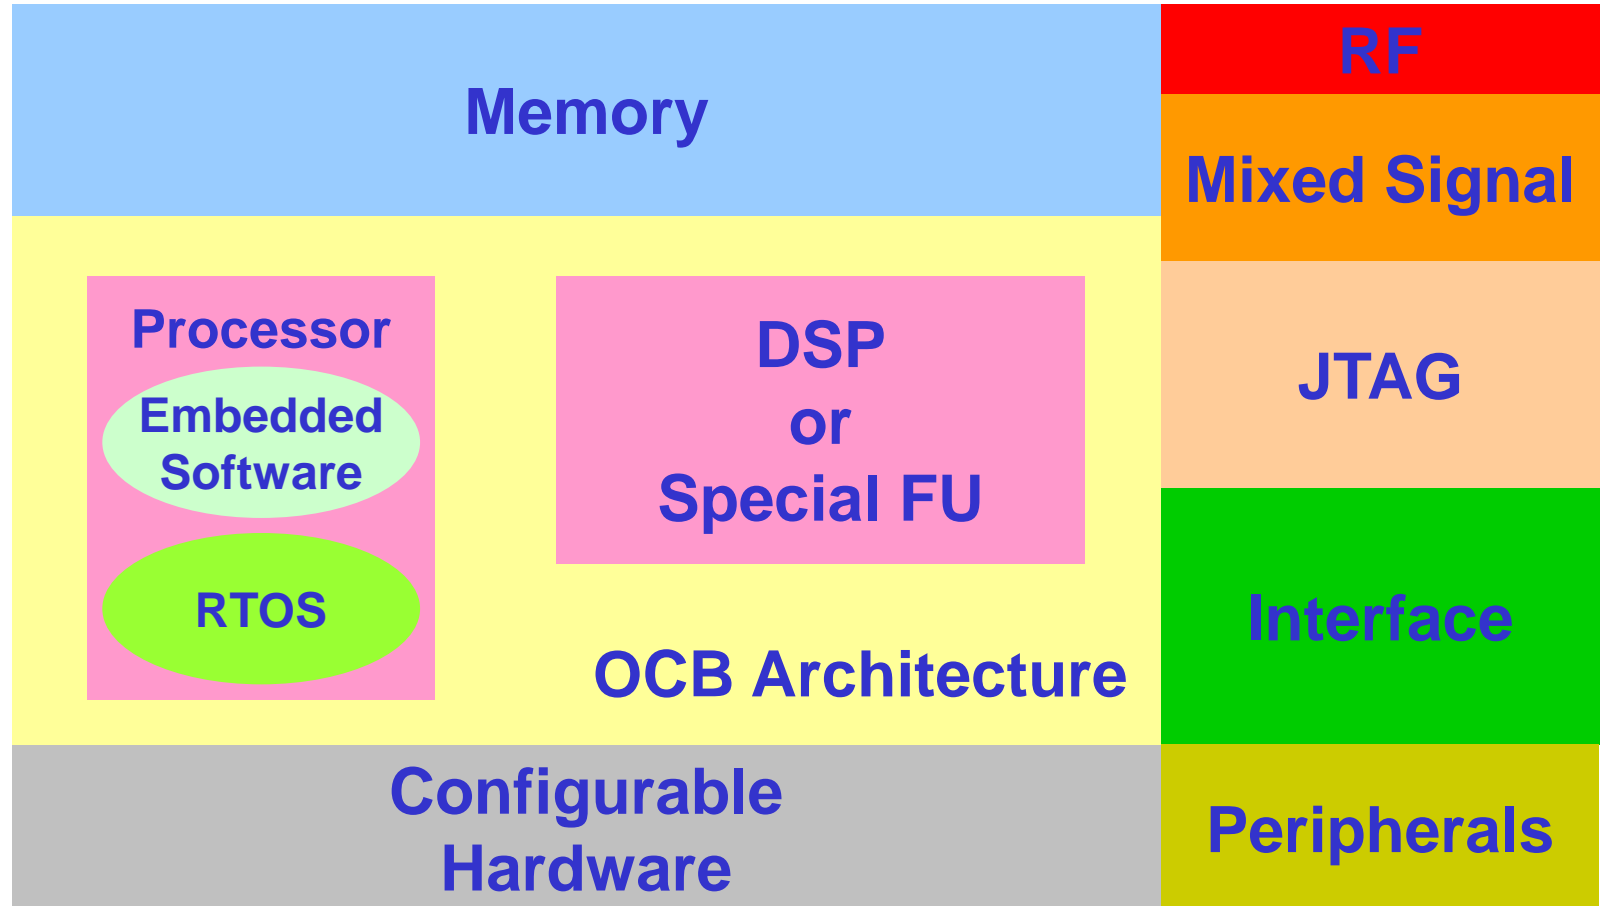 Memory
RF
Mixed Signal
Processor
Embedded
Software
RTOS
DSP
or
Special FU
OCB Architecture
JTAG
Interface
Configurable
Hardware
Peripherals